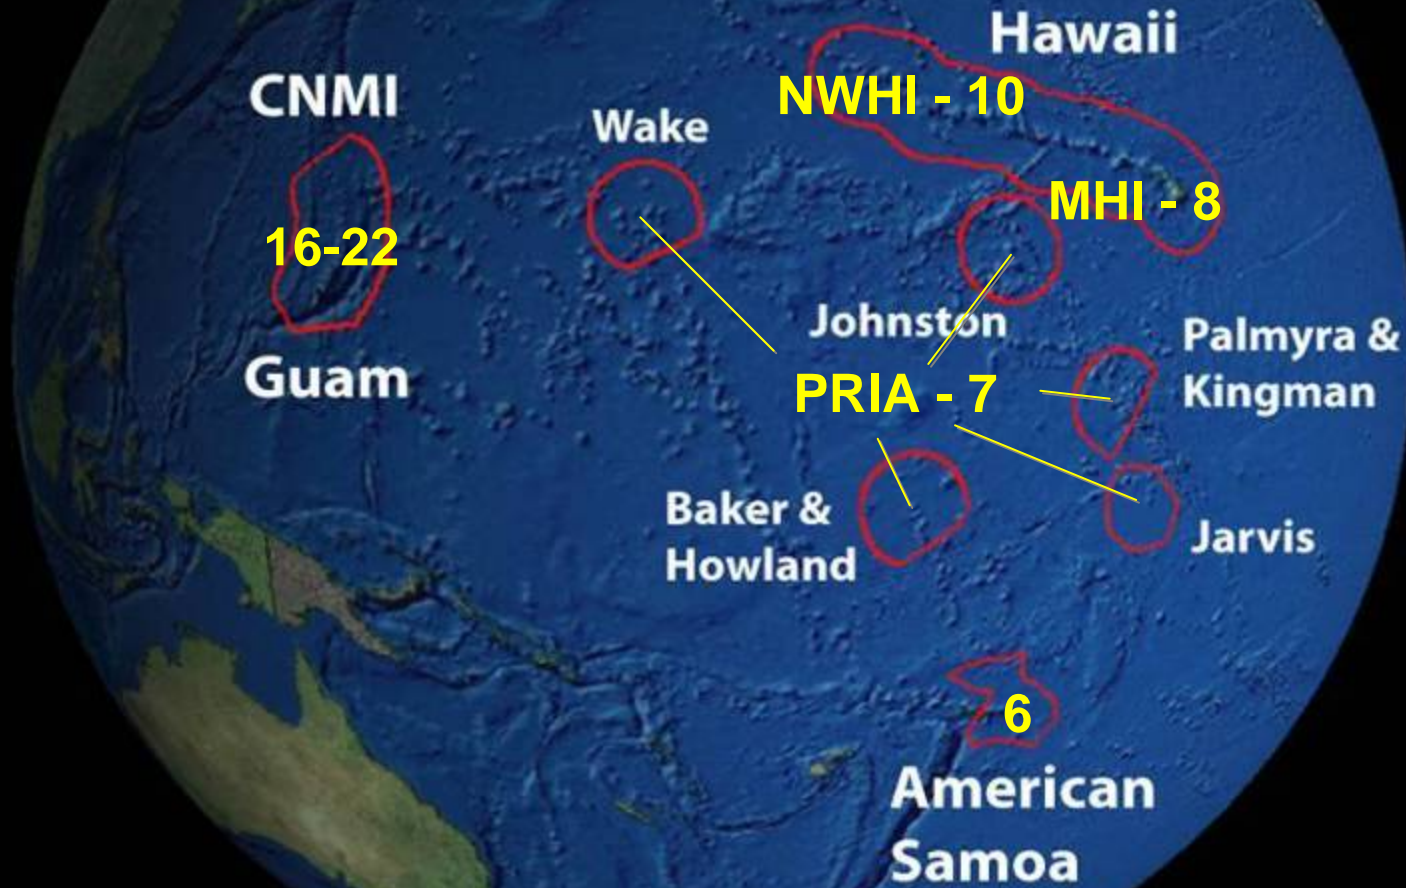 Hawaii
CNMI
NWHI - 10
Wake
MHI - 8
16-22
Johnston
Palmyra &
Kingman
Guam
PRIA - 7
Baker &
Howland
Jarvis
6
American
Samoa